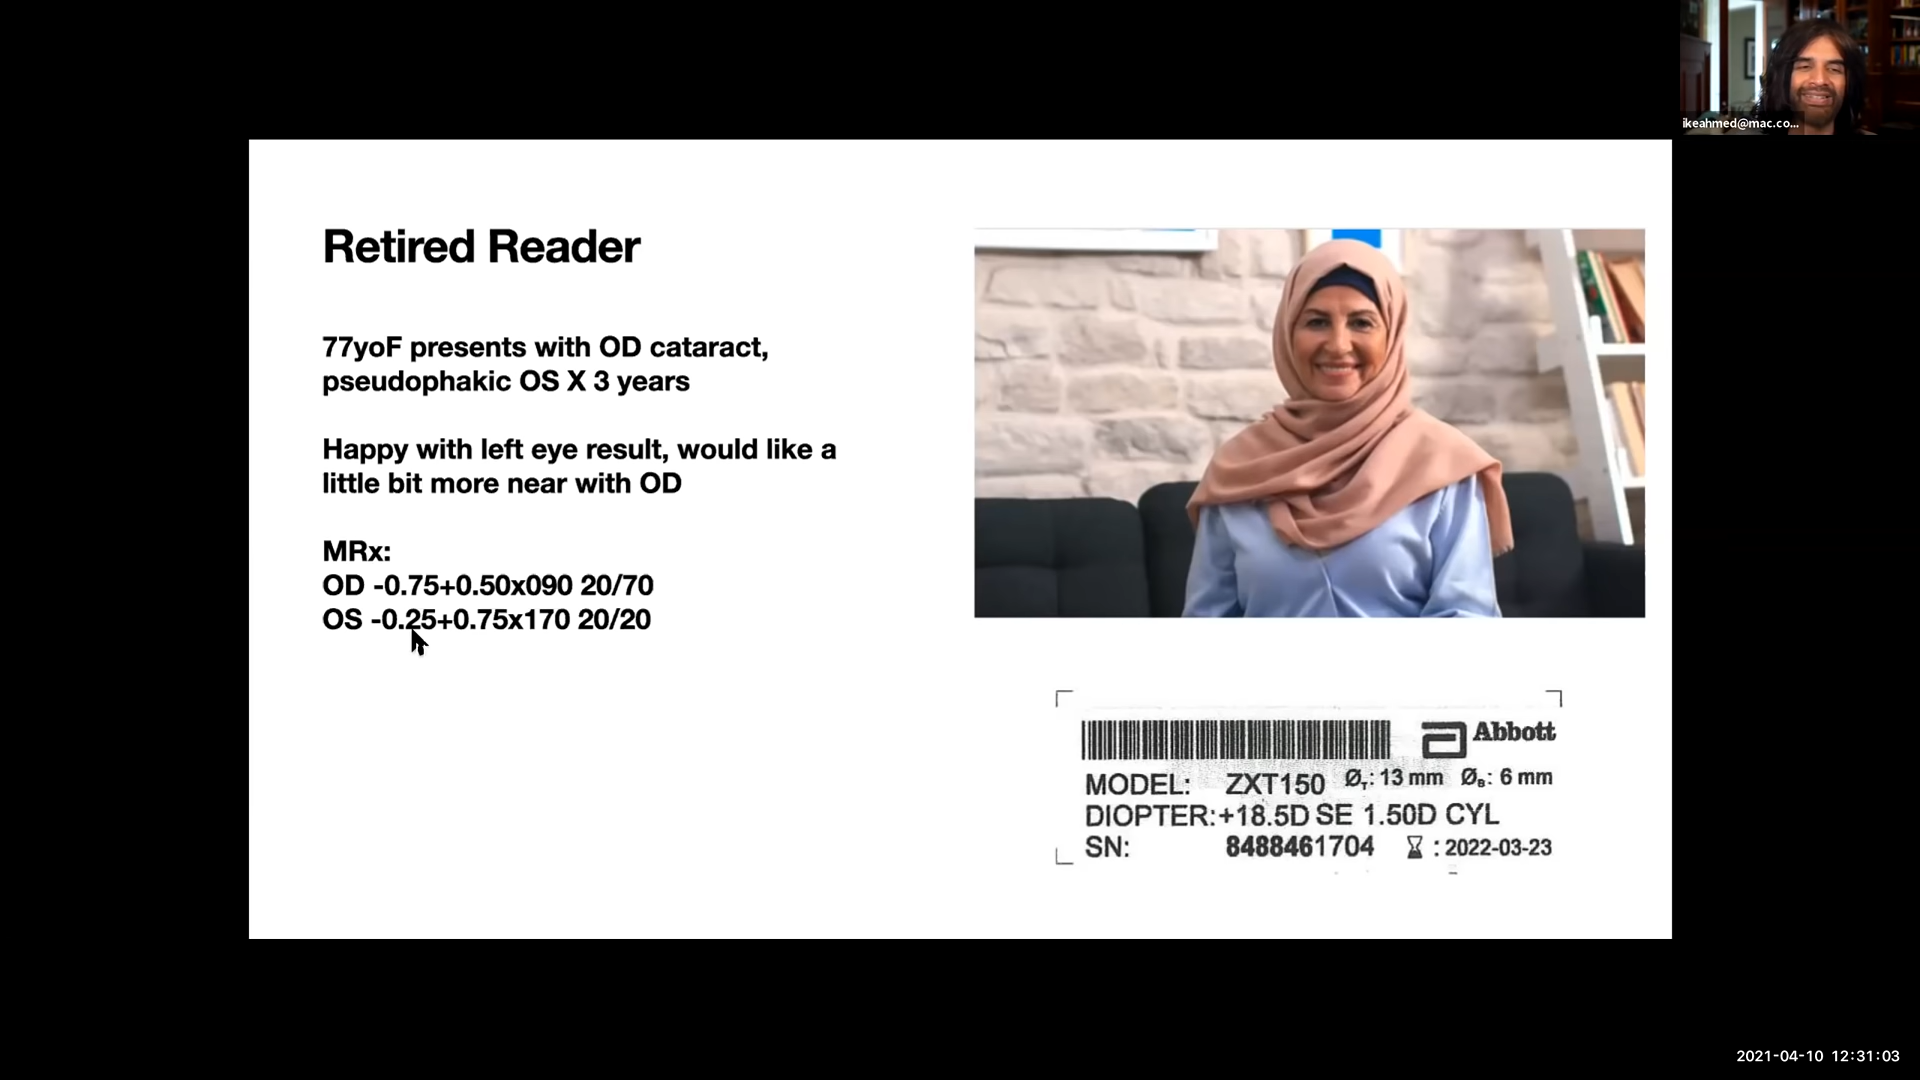 ikeahmed@mac.co...
Retired Reader
77yoF presents with OD cataract,
pseudophakic OS X 3 years
Happy with left eye result, would like a
little bit more near with OD
MRx:
OD -0.75+0.50x090 20/70
OS -0.25+0.75x170 20/20
Abbott
MODEL: ZXT150 Ø_T: 13 mm Ø_B: 6 mm
DIOPTER:+18.5D SE 1.50D CYL
SN: 8488461704 ⌛ : 2022-03-23
2021-04-10 12:31:03